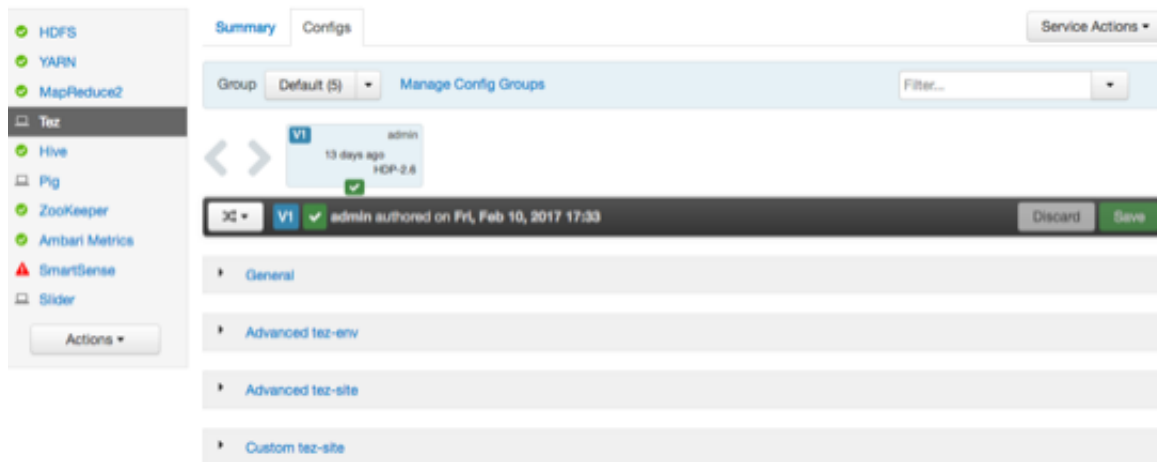 HDFS
YARN
MapReduce2
Tez
Hive
Pig
ZooKeeper
Ambari Metrics
SmartSense
Slider
Actions
Summary
Configs
Service Actions
Group
Default (5)
Manage Config Groups
Filter...
V1
admin
13 days ago
HDP-2.6
V1 admin authored on Fri, Feb 10, 2017 17:33
Discard
Save
General
Advanced tez-env
Advanced tez-site
Custom tez-site